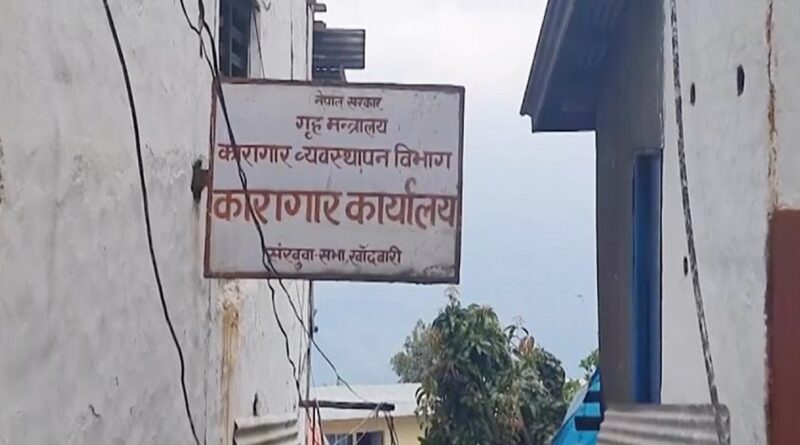 नेपाल सरकार
गृह मन्त्रालय
कारागार व्यवस्थापन विभाग
कारागार कार्यालय
संखुवा-सभा, खाँदबारी